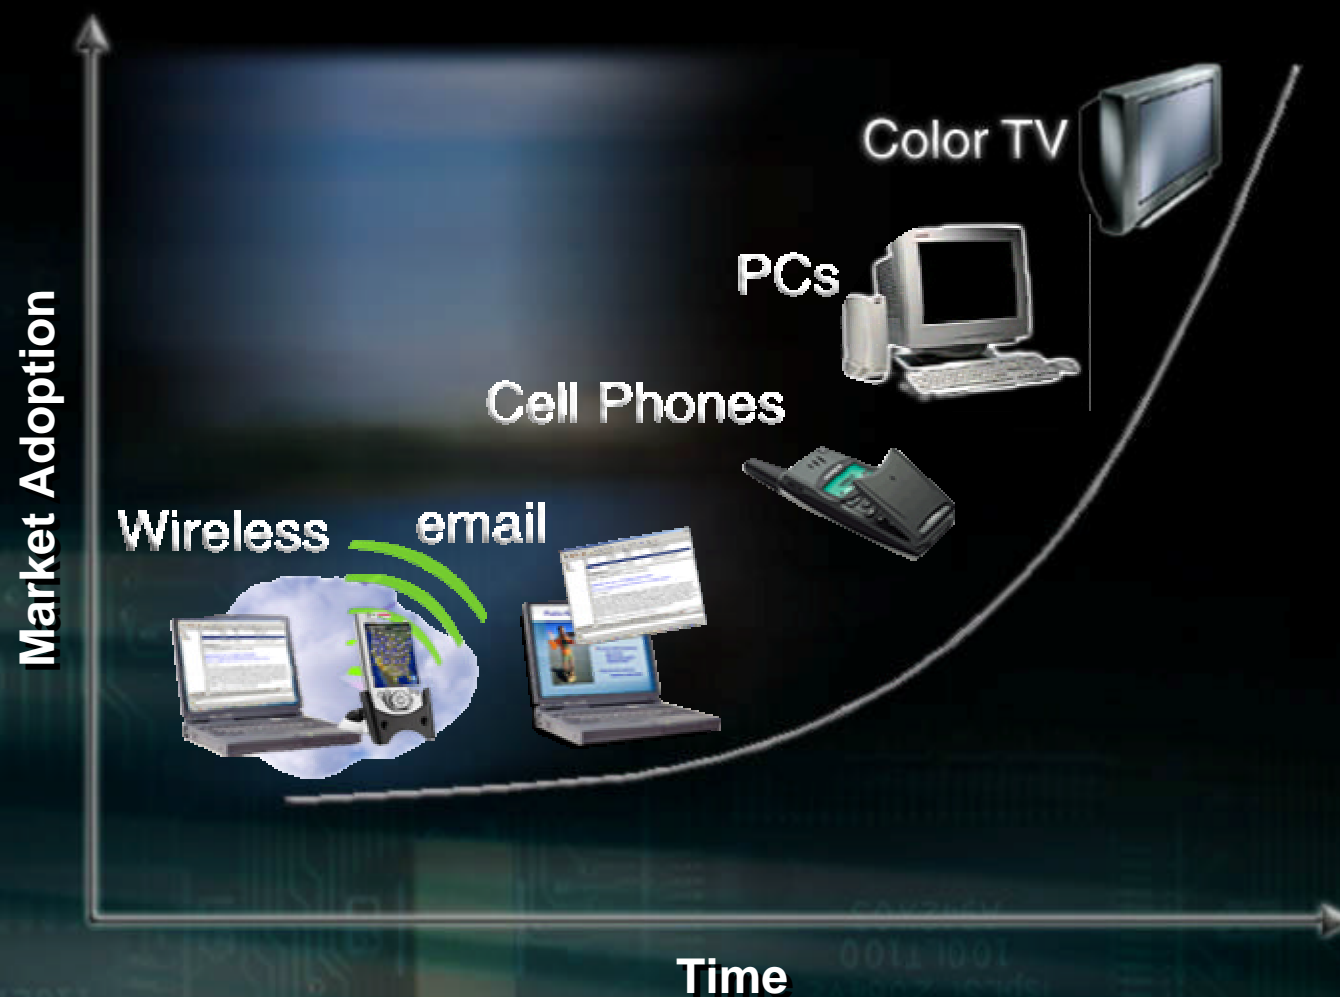 Color TV
PCs
Cell Phones
Wireless
email
Market Adoption
Time